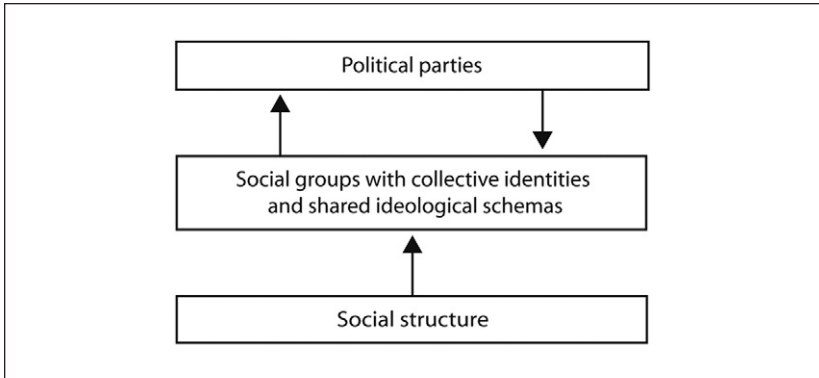 Political parties
Social groups with collective identities
and shared ideological schemas
Social structure